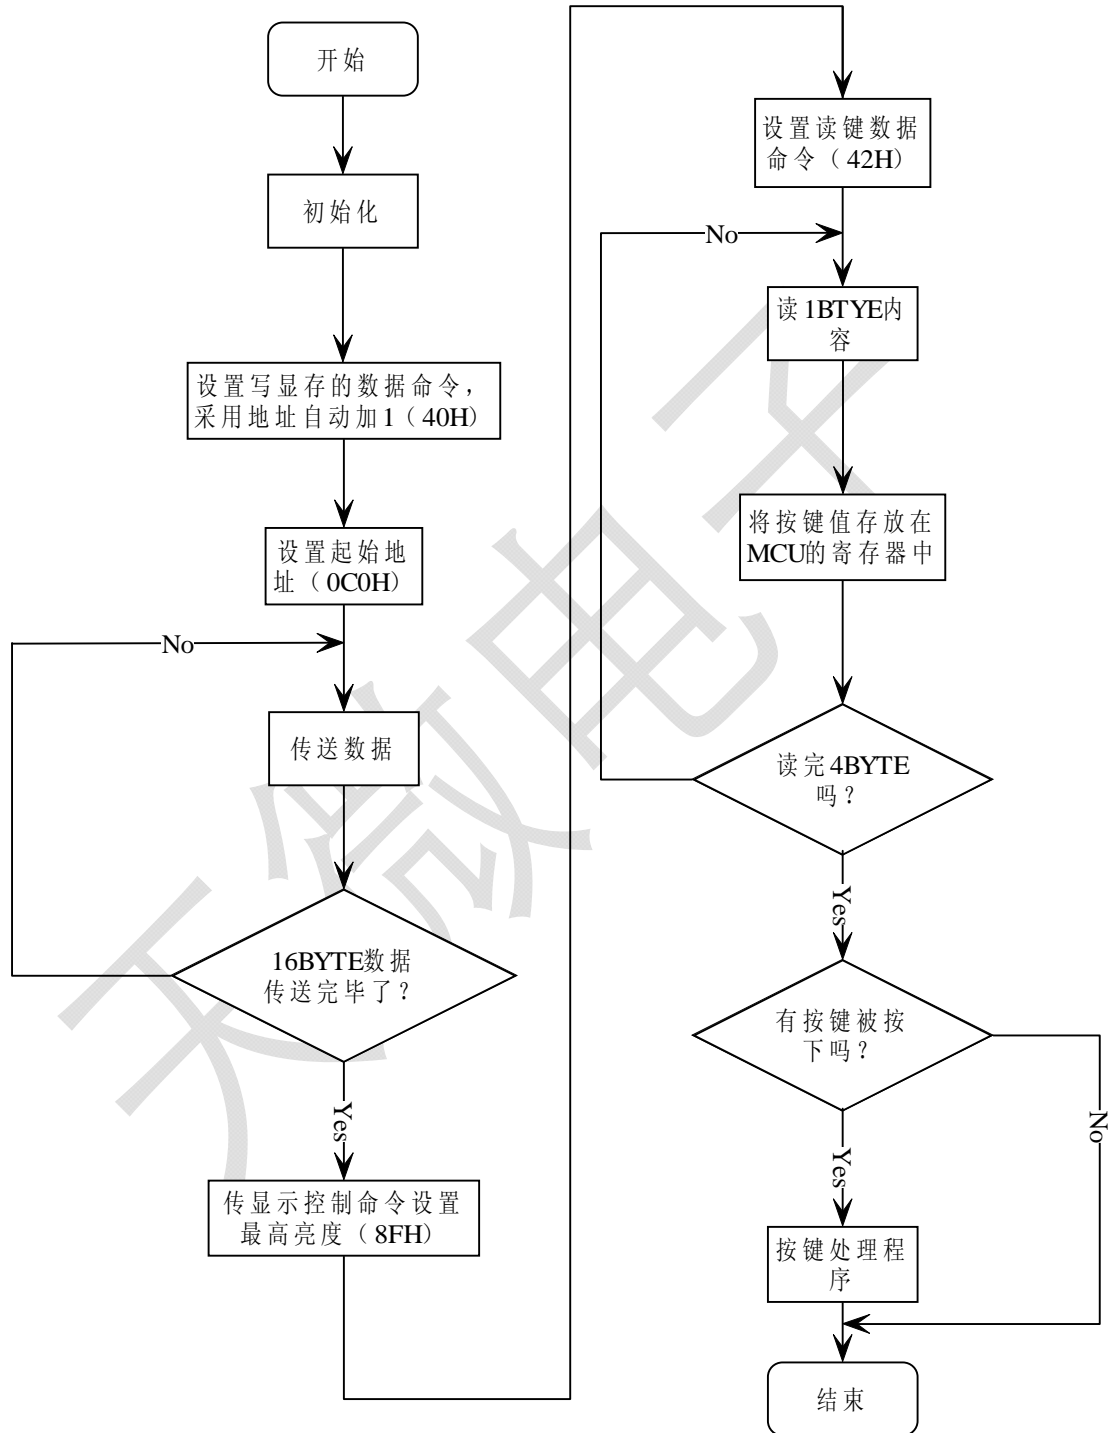 开始
初始化
设置写显存的数据命令，
采用地址自动加1（40H）
设置起始地
址（0C0H）
No
传送数据
16BYTE数据
传送完毕了？
Yes
传显示控制命令设置
最高亮度（8FH）
设置读键数据
命令（42H）
No
读1BTYE内
容
将按键值存放在
MCU的寄存器中
读完4BYTE
吗？
Yes
有按键被按
下吗？
No
Yes
按键处理程
序
结束
天微电子